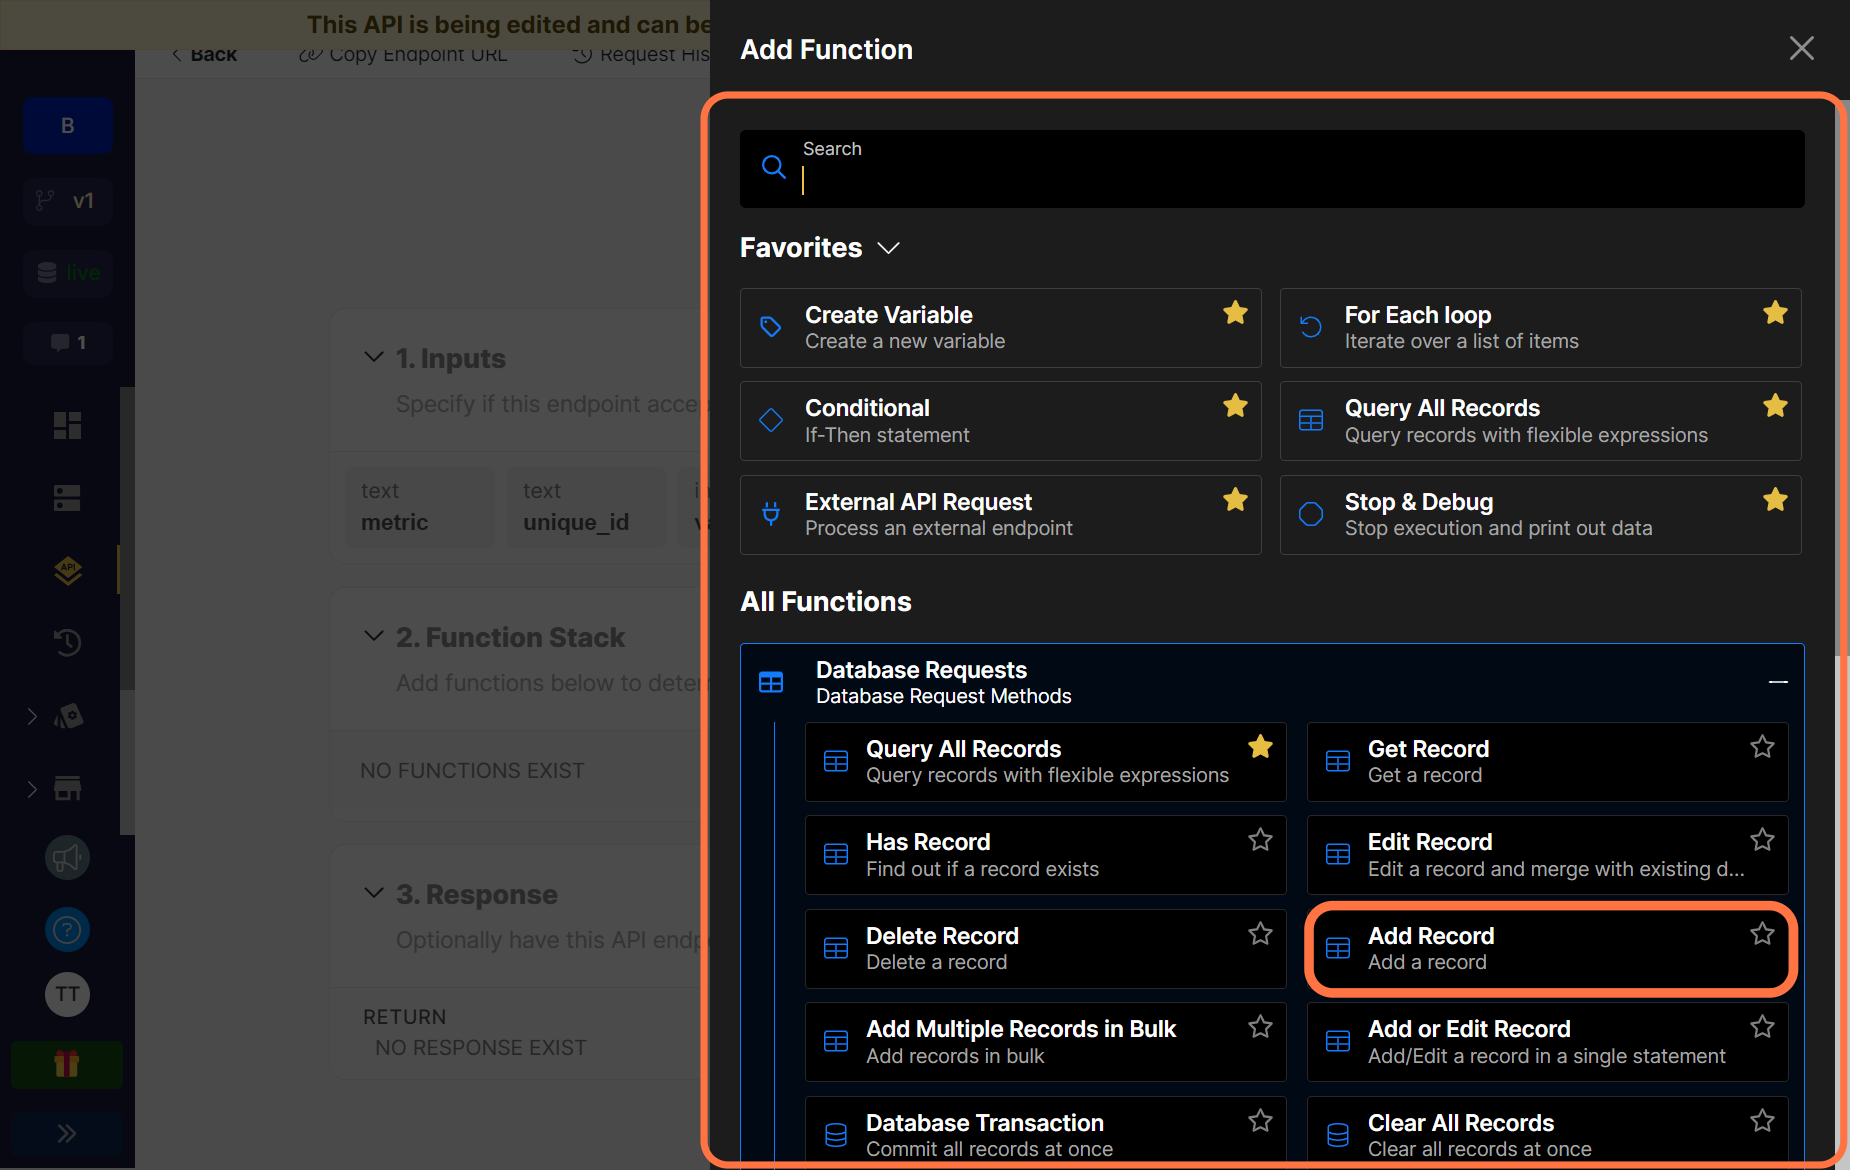 This API is being edited and can be
Back
Copy Endpoint URL
Request His
B
v1
live
1
API
TT
1. Inputs
Specify if this endpoint accep
text
metric
text
unique_id
in
va
2. Function Stack
Add functions below to deter
NO FUNCTIONS EXIST
3. Response
Optionally have this API endp
RETURN
NO RESPONSE EXIST
Add Function
Search
Favorites
Create Variable
Create a new variable
For Each loop
Iterate over a list of items
Conditional
If-Then statement
Query All Records
Query records with flexible expressions
External API Request
Process an external endpoint
Stop & Debug
Stop execution and print out data
All Functions
Database Requests
Database Request Methods
Query All Records
Query records with flexible expressions
Get Record
Get a record
Has Record
Find out if a record exists
Edit Record
Edit a record and merge with existing d...
Delete Record
Delete a record
Add Record
Add a record
Add Multiple Records in Bulk
Add records in bulk
Add or Edit Record
Add/Edit a record in a single statement
Database Transaction
Commit all records at once
Clear All Records
Clear all records at once